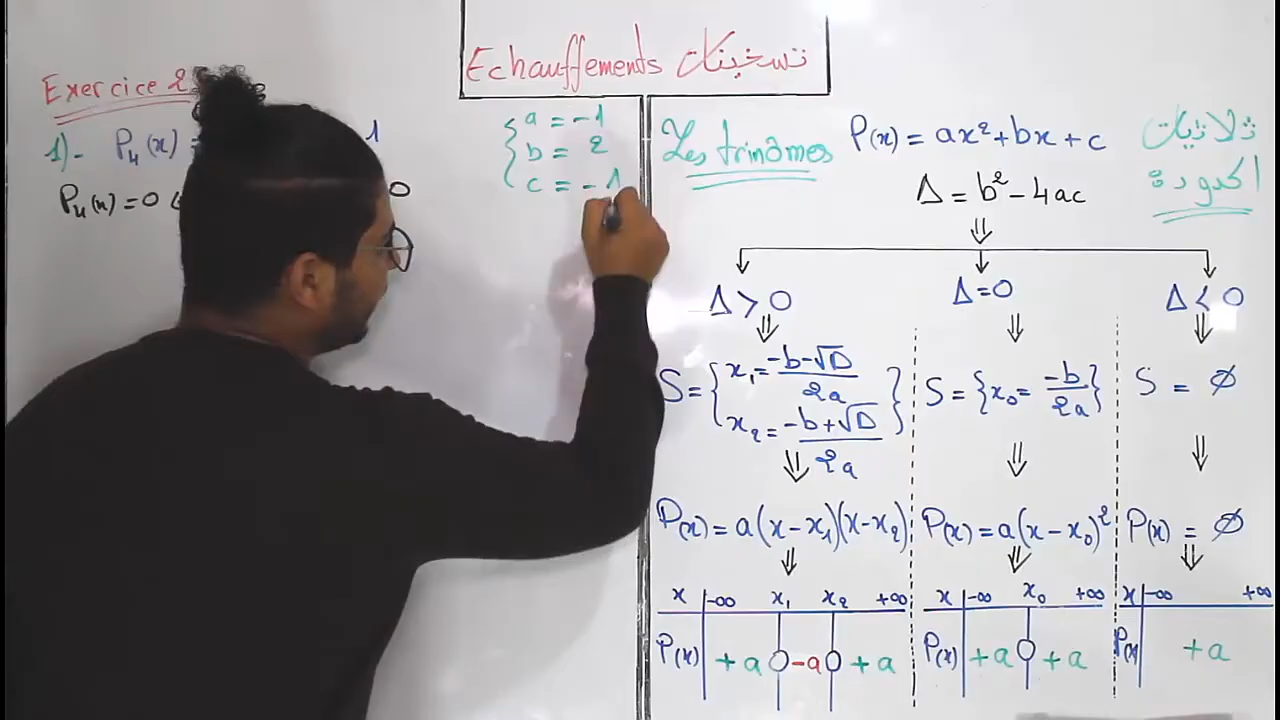 Echauffements تسخينات
Exercice 2
1)- P₄(x) = 1
P₄(x) = 0 0
{ a = -1
b = 2
c = -1
Les trinômes P(x) = ax² + bx + c ثلاثيات الحدود
Δ = b² - 4ac
⇓
Δ > 0 Δ = 0 Δ < 0
⇓ ⇓ ⇓
S = { x₁ = (-b-√Δ)/2a x₂ = (-b+√Δ)/2a } S = { x₀ = -b/2a } S = ∅
⇓ ⇓ ⇓
P(x) = a(x-x₁)(x-x₂) P(x) = a(x-x₀)² P(x) = ∅
⇓ ⇓ ⇓
x -∞ x₁ x₂ +∞ x -∞ x₀ +∞ x -∞ +∞
P(x) +a 0 -a 0 +a P(x) +a 0 +a P(x) +a